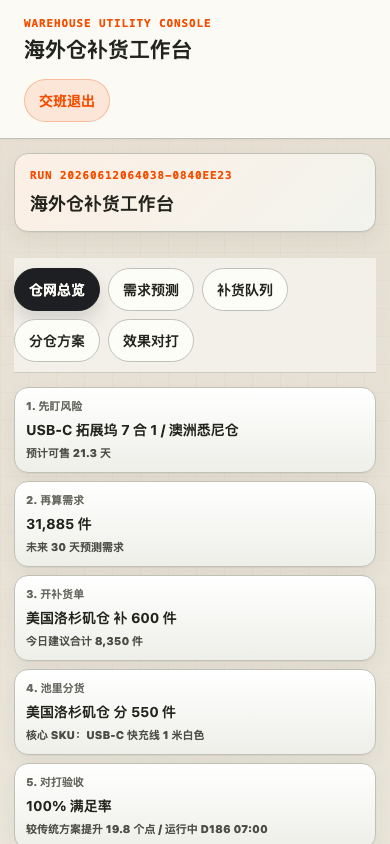 WAREHOUSE UTILITY CONSOLE
海外仓补货工作台
交班退出
RUN 20260612064038-0840EE23
海外仓补货工作台
仓网总览
需求预测
补货队列
分仓方案
效果对打
1. 先盯风险
USB-C 拓展坞 7 合 1 / 澳洲悉尼仓
预计可售 21.3 天
2. 再算需求
31,885 件
未来 30 天预测需求
3. 开补货单
美国洛杉矶仓 补 600 件
今日建议合计 8,350 件
4. 池里分货
美国洛杉矶仓 分 550 件
核心 SKU：USB-C 快充线 1 米白色
5. 对打验收
100% 满足率
较传统方案提升 19.8 个点 / 运行中 D186 07:00